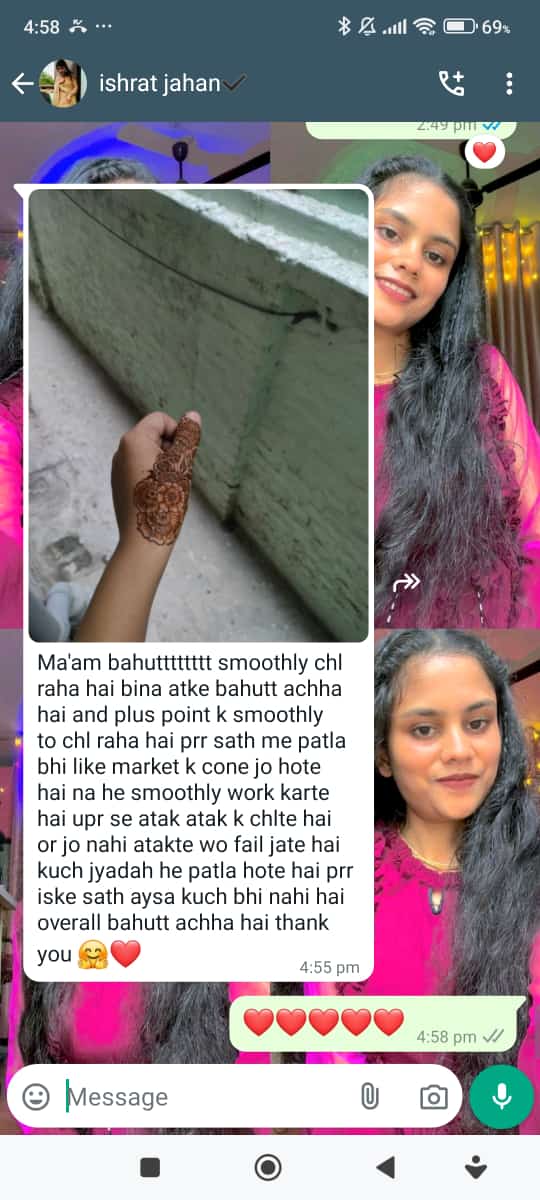 4:58
69%
ishrat jahan
2:49 pm
Ma'am bahutttttttt smoothly chl
raha hai bina atke bahutt achha
hai and plus point k smoothly
to chl raha hai prr sath me patla
bhi like market k cone jo hote
hai na he smoothly work karte
hai upr se atak atak k chlte hai
or jo nahi atakte wo fail jate hai
kuch jyadah he patla hote hai prr
iske sath aysa kuch bhi nahi hai
overall bahutt achha hai thank
you 🤗❤️
4:55 pm
❤️❤️❤️❤️❤️
4:58 pm
Message